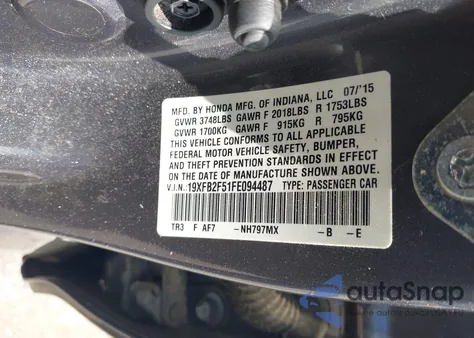 MFD. BY HONDA MFG. OF INDIANA, LLC 07/'15
GVWR 3748LBS GAWR F 2018LBS R 1753LBS
GVWR 1700KG GAWR F 915KG R 795KG
THIS VEHICLE CONFORMS TO ALL APPLICABLE
FEDERAL MOTOR VEHICLE SAFETY, BUMPER,
AND THEFT PREVENTION STANDARDS IN EFFECT
ON THE DATE OF MANUFACTURE SHOWN ABOVE.
V.I.N.: 19XFB2F51FE094487 TYPE: PASSENGER CAR
TR3 F AF7 -NH797MX -B -E
autoSnap